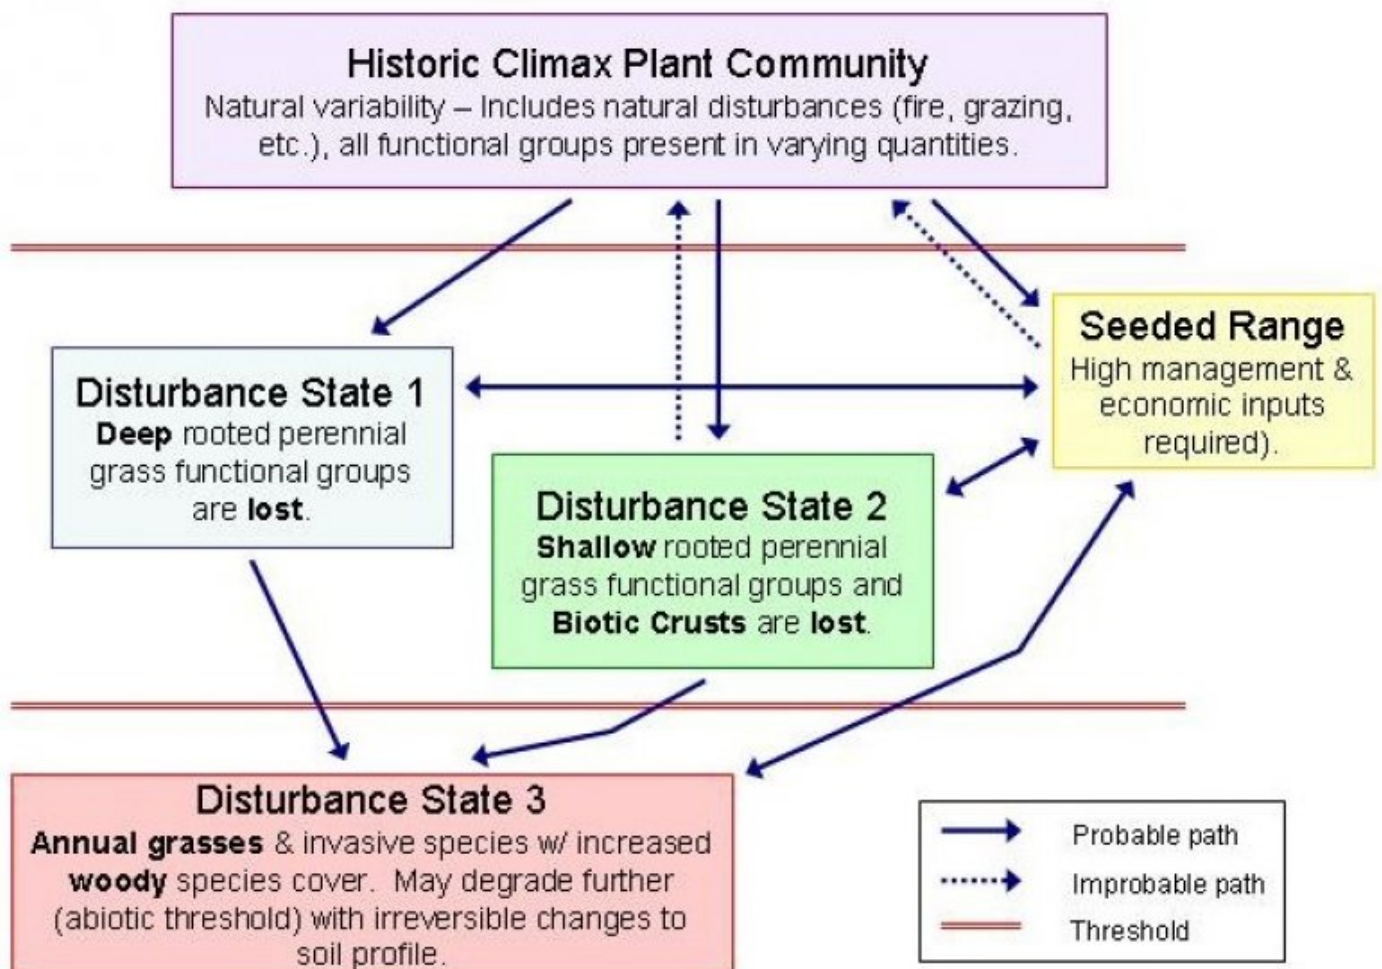 Historic Climax Plant Community
Natural variability – Includes natural disturbances (fire, grazing,
etc.), all functional groups present in varying quantities.
Seeded Range
High management &
economic inputs
required).
Disturbance State 1
Deep rooted perennial
grass functional groups
are lost.
Disturbance State 2
Shallow rooted perennial
grass functional groups and
Biotic Crusts are lost.
Disturbance State 3
Annual grasses & invasive species w/ increased
woody species cover. May degrade further
(abiotic threshold) with irreversible changes to
soil profile.
Probable path
Improbable path
Threshold